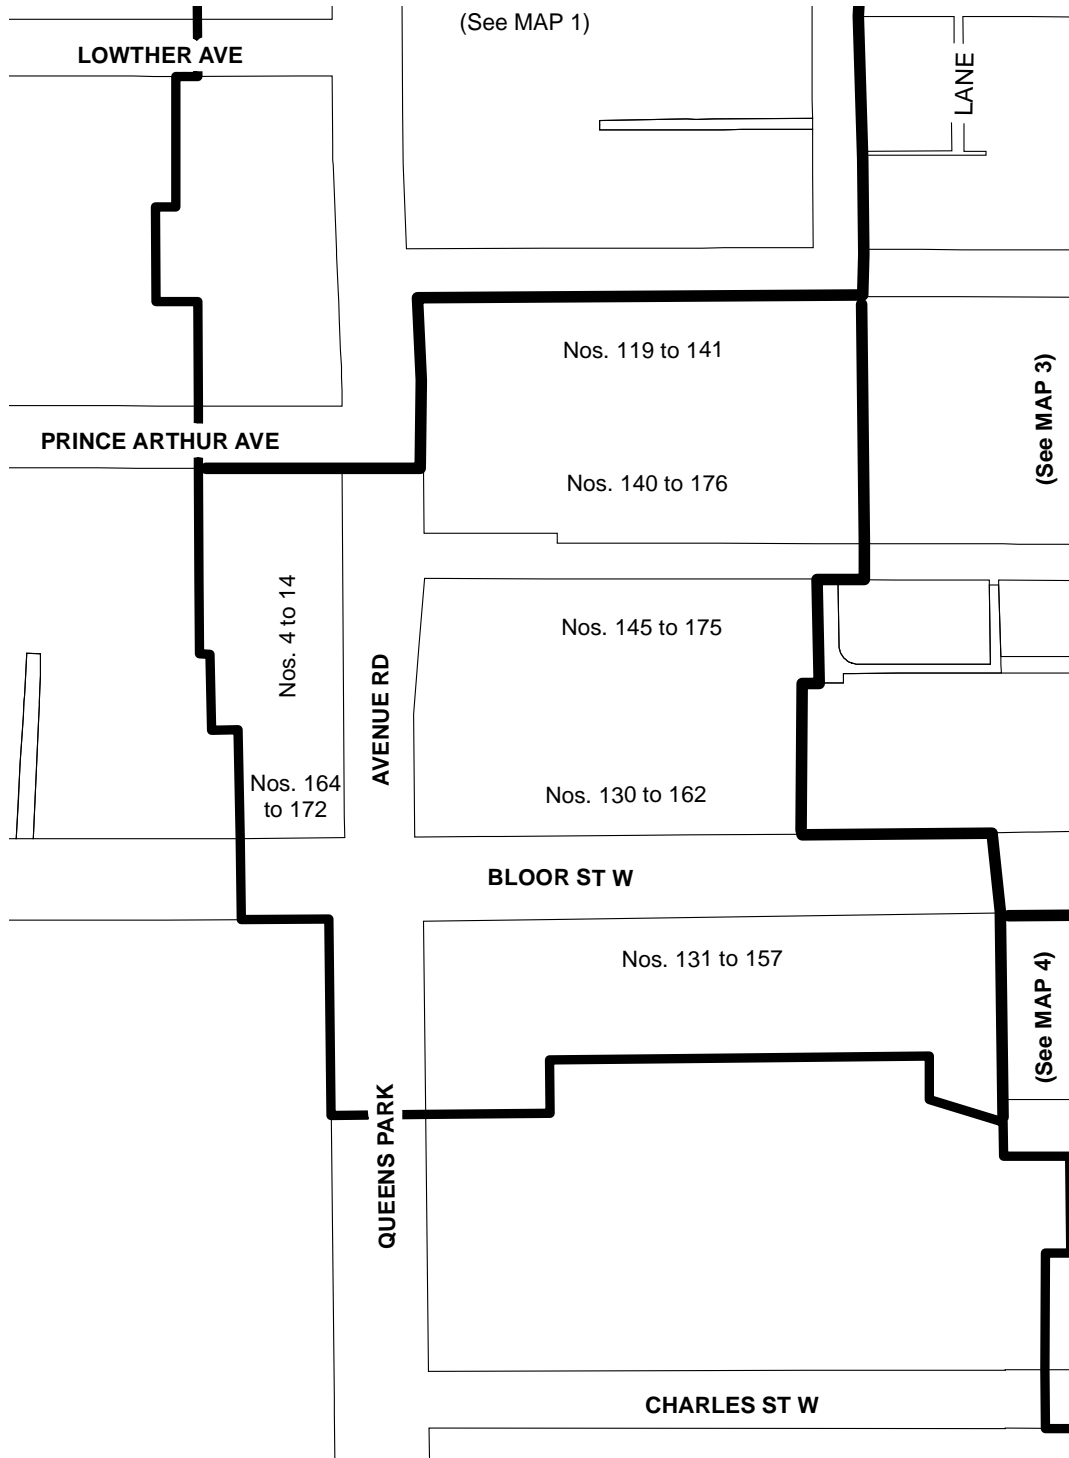 (See MAP 1)
LOWTHER AVE
LANE
Nos. 119 to 141
(See MAP 3)
PRINCE ARTHUR AVE
Nos. 140 to 176
Nos. 4 to 14
Nos. 145 to 175
AVENUE RD
Nos. 164
to 172
Nos. 130 to 162
BLOOR ST W
Nos. 131 to 157
(See MAP 4)
QUEENS PARK
CHARLES ST W